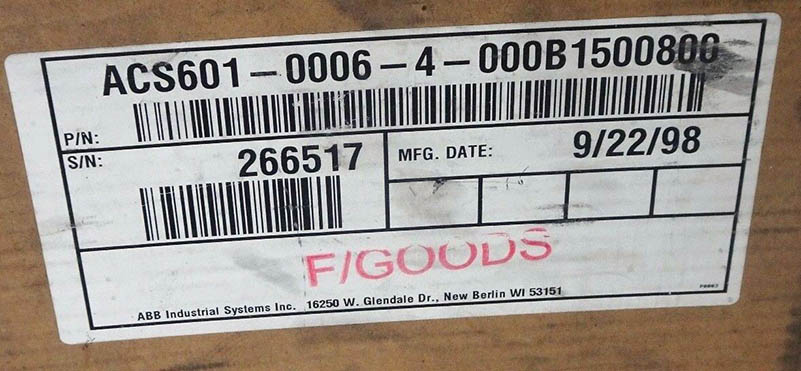 ACS601-0006-4-000B1500800
P/N:
S/N: 266517
MFG. DATE: 9/22/98
F/GOODS
ABB Industrial Systems Inc. 16250 W. Glendale Dr., New Berlin WI 53151